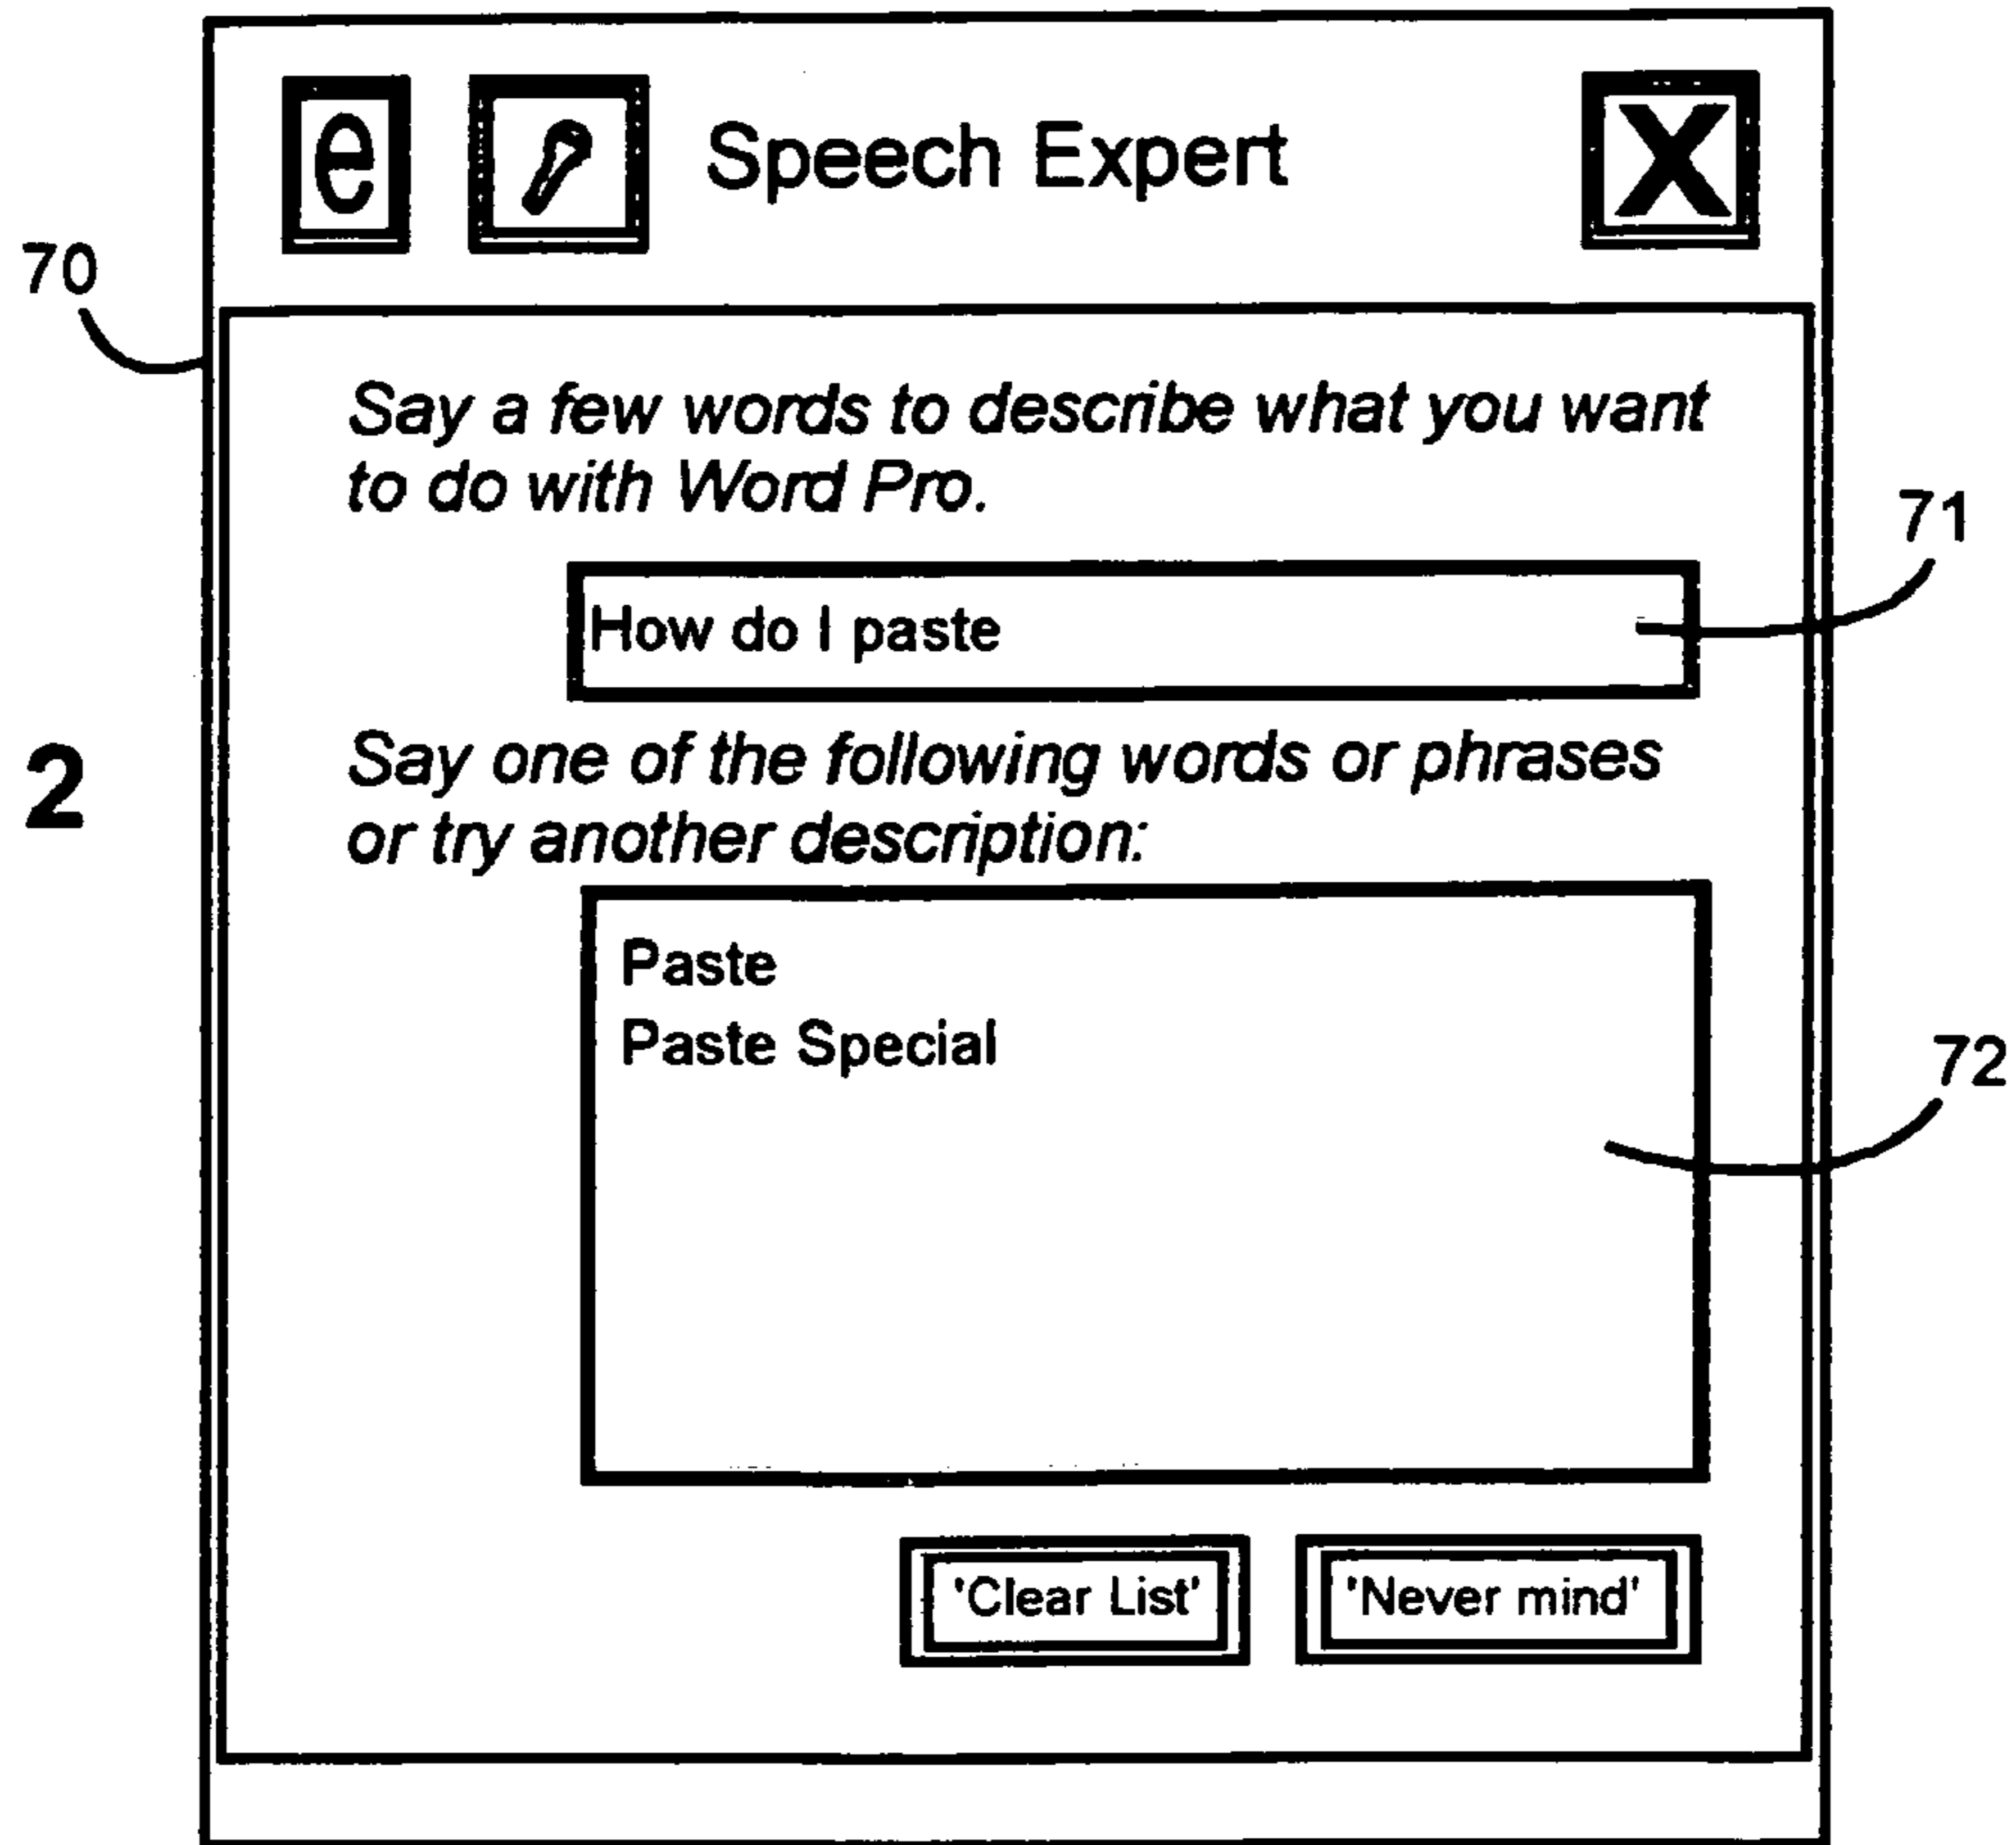 e Speech Expert X
70
Say a few words to describe what you want
to do with Word Pro.
71
How do I paste
2
Say one of the following words or phrases
or try another description:
Paste
Paste Special
72
'Clear List' 'Never mind'